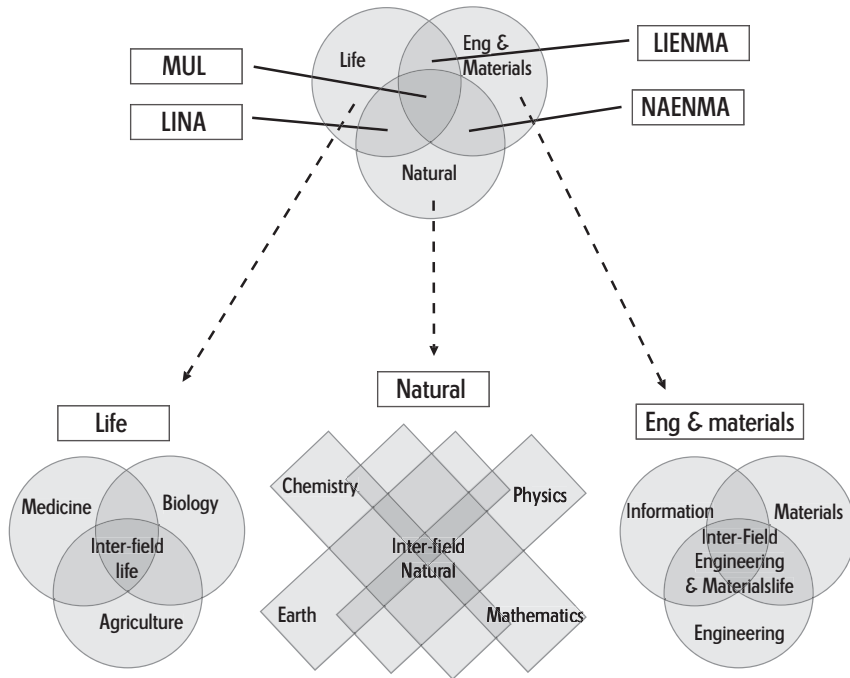 Life
Eng &
Materials
MUL
LIENMA
LINA
NAENMA
Natural
Life
Natural
Eng & materials
Medicine
Biology
Inter-field
life
Agriculture
Chemistry
Physics
Inter-field
Natural
Earth
Mathematics
Information
Materials
Inter-Field
Engineering
& Materialslife
Engineering